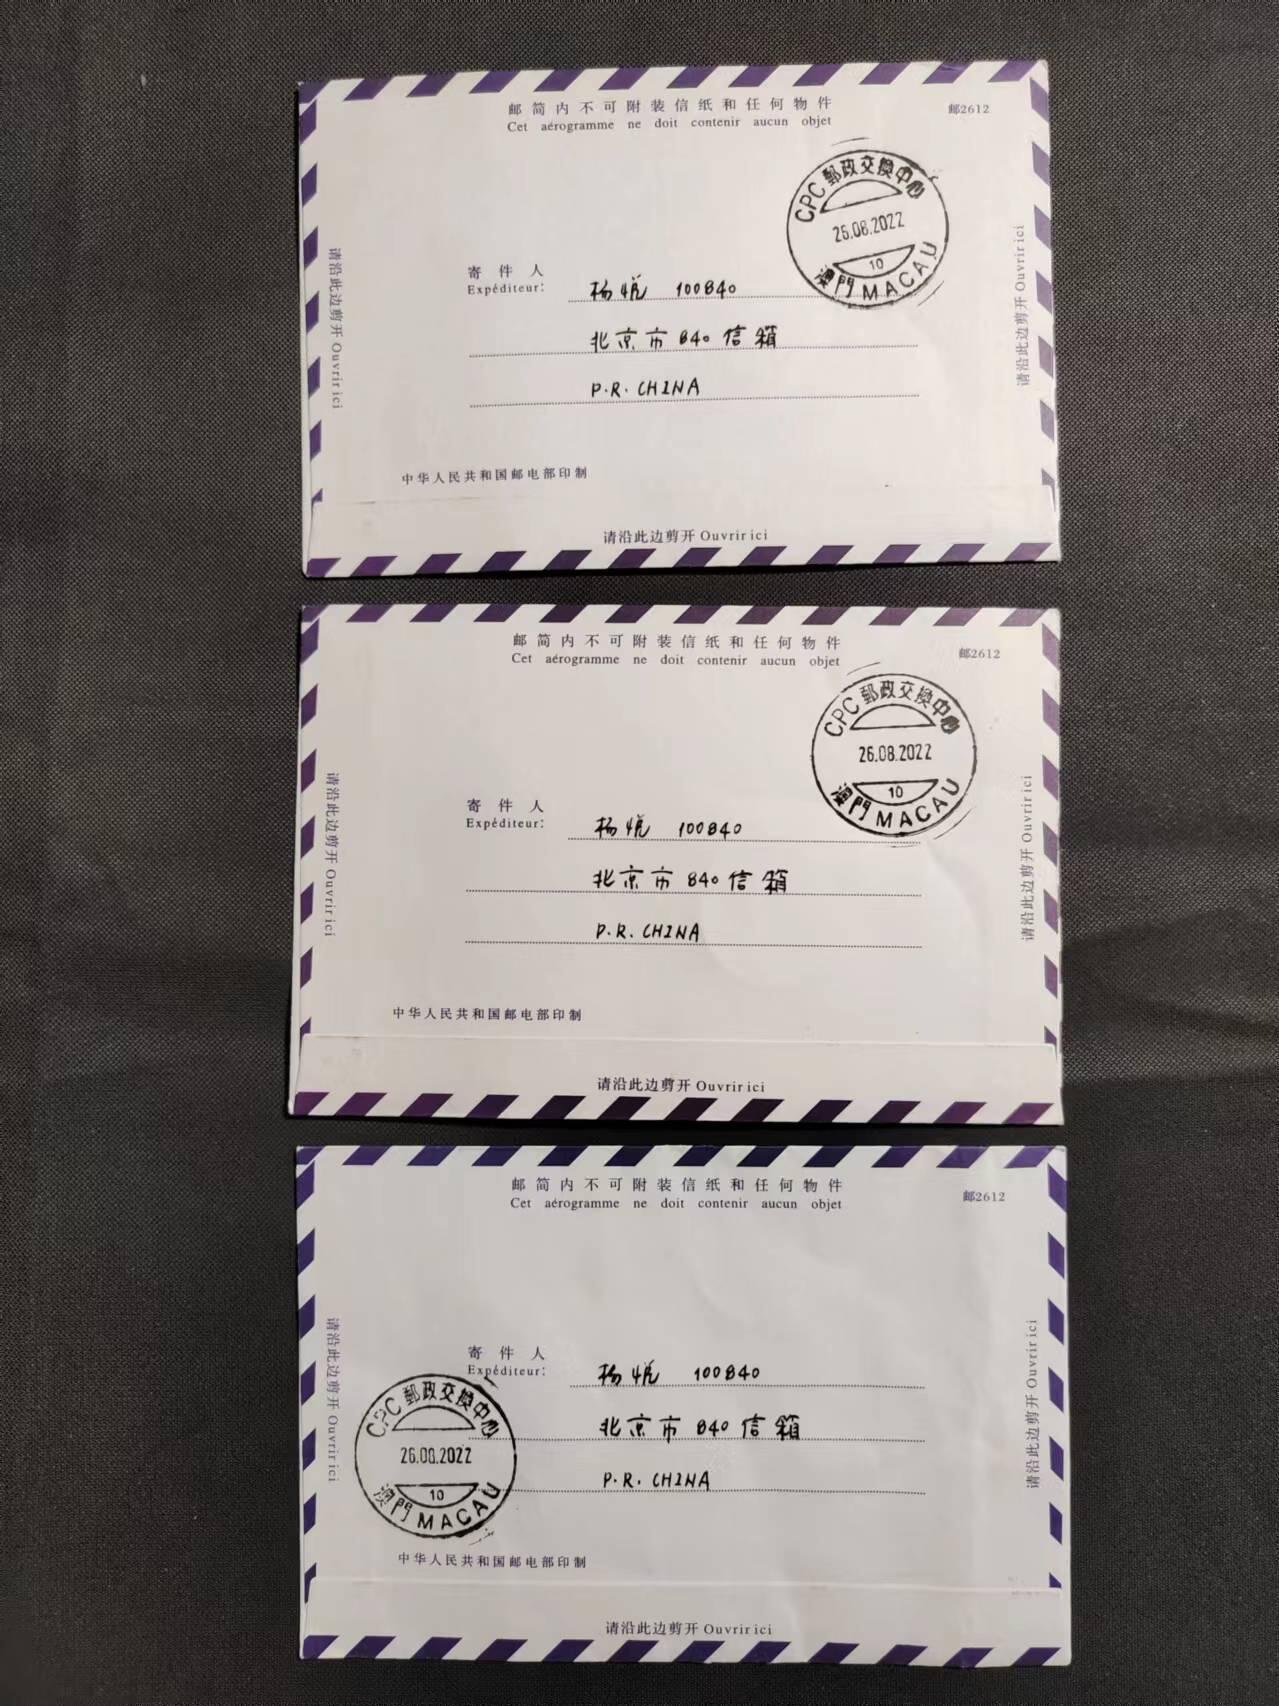 邮简内不可附装信纸和任何物件
Cet aérogramme ne doit contenir aucun objet
邮2612
CPC 郵政交換中心
26.08.2022
10
澳門 MACAU
请沿此边剪开 Ouvrir ici
请沿此边剪开 Ouvrir ici
寄件人
Expéditeur:
杨悦 100840
北京市840信箱
P.R. CHINA
中华人民共和国邮电部印制
请沿此边剪开 Ouvrir ici
邮简内不可附装信纸和任何物件
Cet aérogramme ne doit contenir aucun objet
邮2612
CPC 郵政交換中心
26.08.2022
10
澳門 MACAU
请沿此边剪开 Ouvrir ici
请沿此边剪开 Ouvrir ici
寄件人
Expéditeur:
杨悦 100840
北京市840信箱
P.R. CHINA
中华人民共和国邮电部印制
请沿此边剪开 Ouvrir ici
邮简内不可附装信纸和任何物件
Cet aérogramme ne doit contenir aucun objet
邮2612
请沿此边剪开 Ouvrir ici
请沿此边剪开 Ouvrir ici
寄件人
Expéditeur:
杨悦 100840
北京市840信箱
P.R. CHINA
CPC 郵政交換中心
26.08.2022
10
澳門 MACAU
中华人民共和国邮电部印制
请沿此边剪开 Ouvrir ici